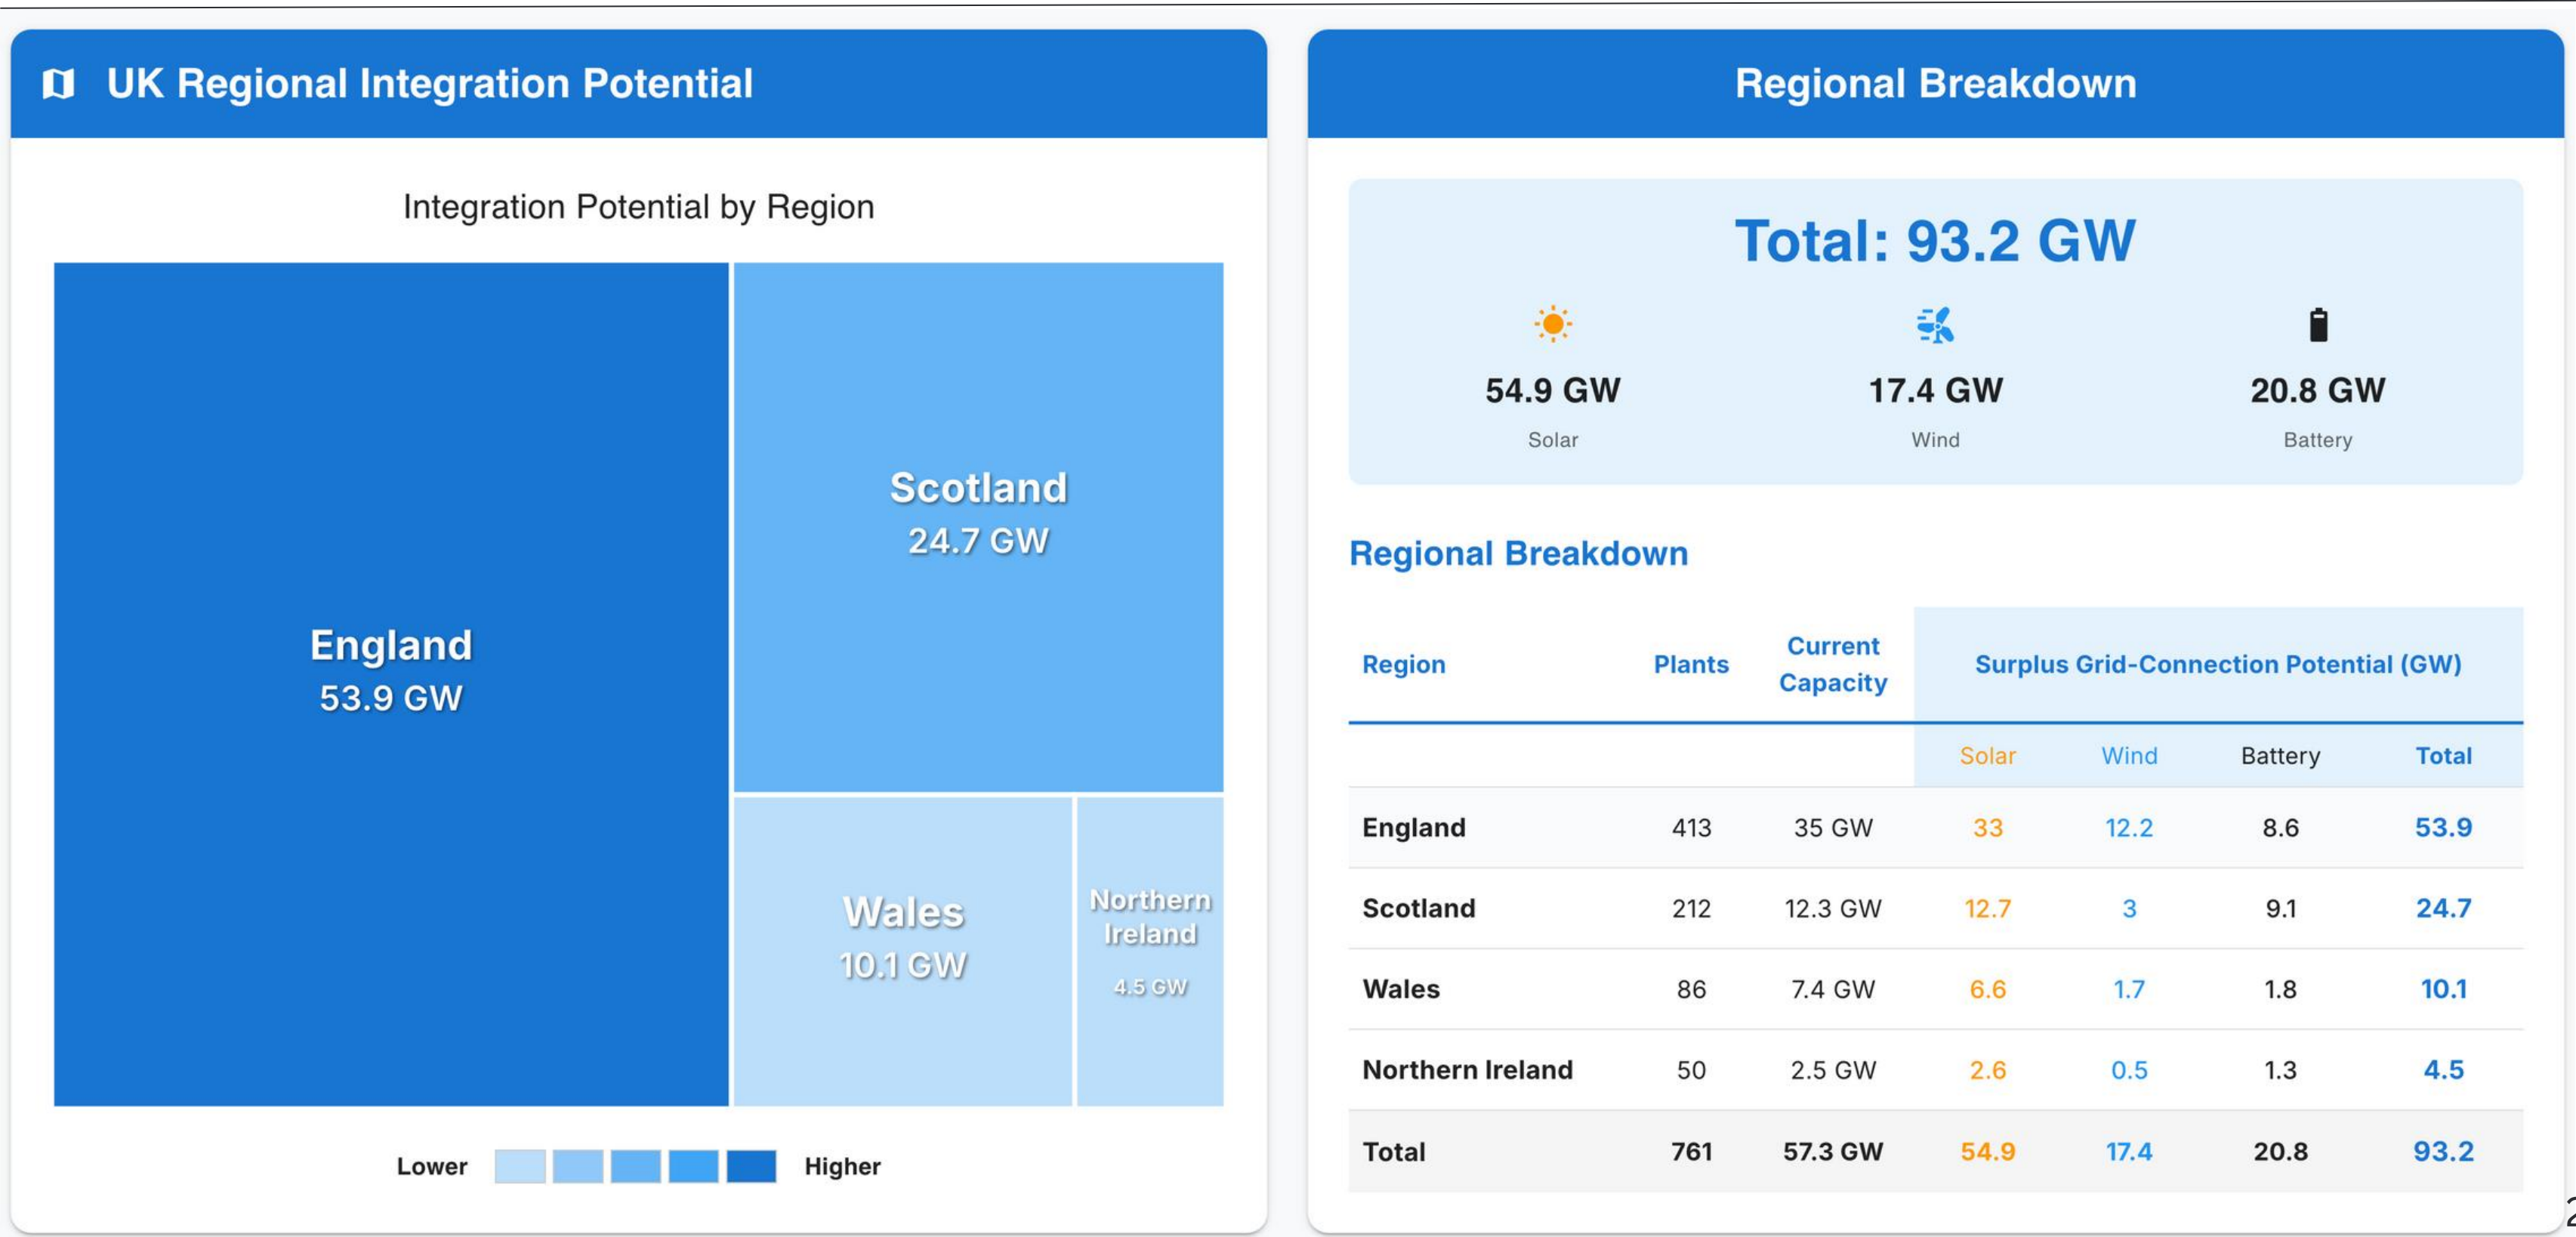 UK Regional Integration Potential
Integration Potential by Region
England
53.9 GW
Scotland
24.7 GW
Wales
10.1 GW
Northern
Ireland
4.5 GW
Lower
Higher
Regional Breakdown
Total: 93.2 GW
54.9 GW 17.4 GW 20.8 GW
Solar Wind Battery
Regional Breakdown
Region Plants Current Capacity Surplus Grid-Connection Potential (GW)
Solar Wind Battery Total
England 413 35 GW 33 12.2 8.6 53.9
Scotland 212 12.3 GW 12.7 3 9.1 24.7
Wales 86 7.4 GW 6.6 1.7 1.8 10.1
Northern Ireland 50 2.5 GW 2.6 0.5 1.3 4.5
Total 761 57.3 GW 54.9 17.4 20.8 93.2